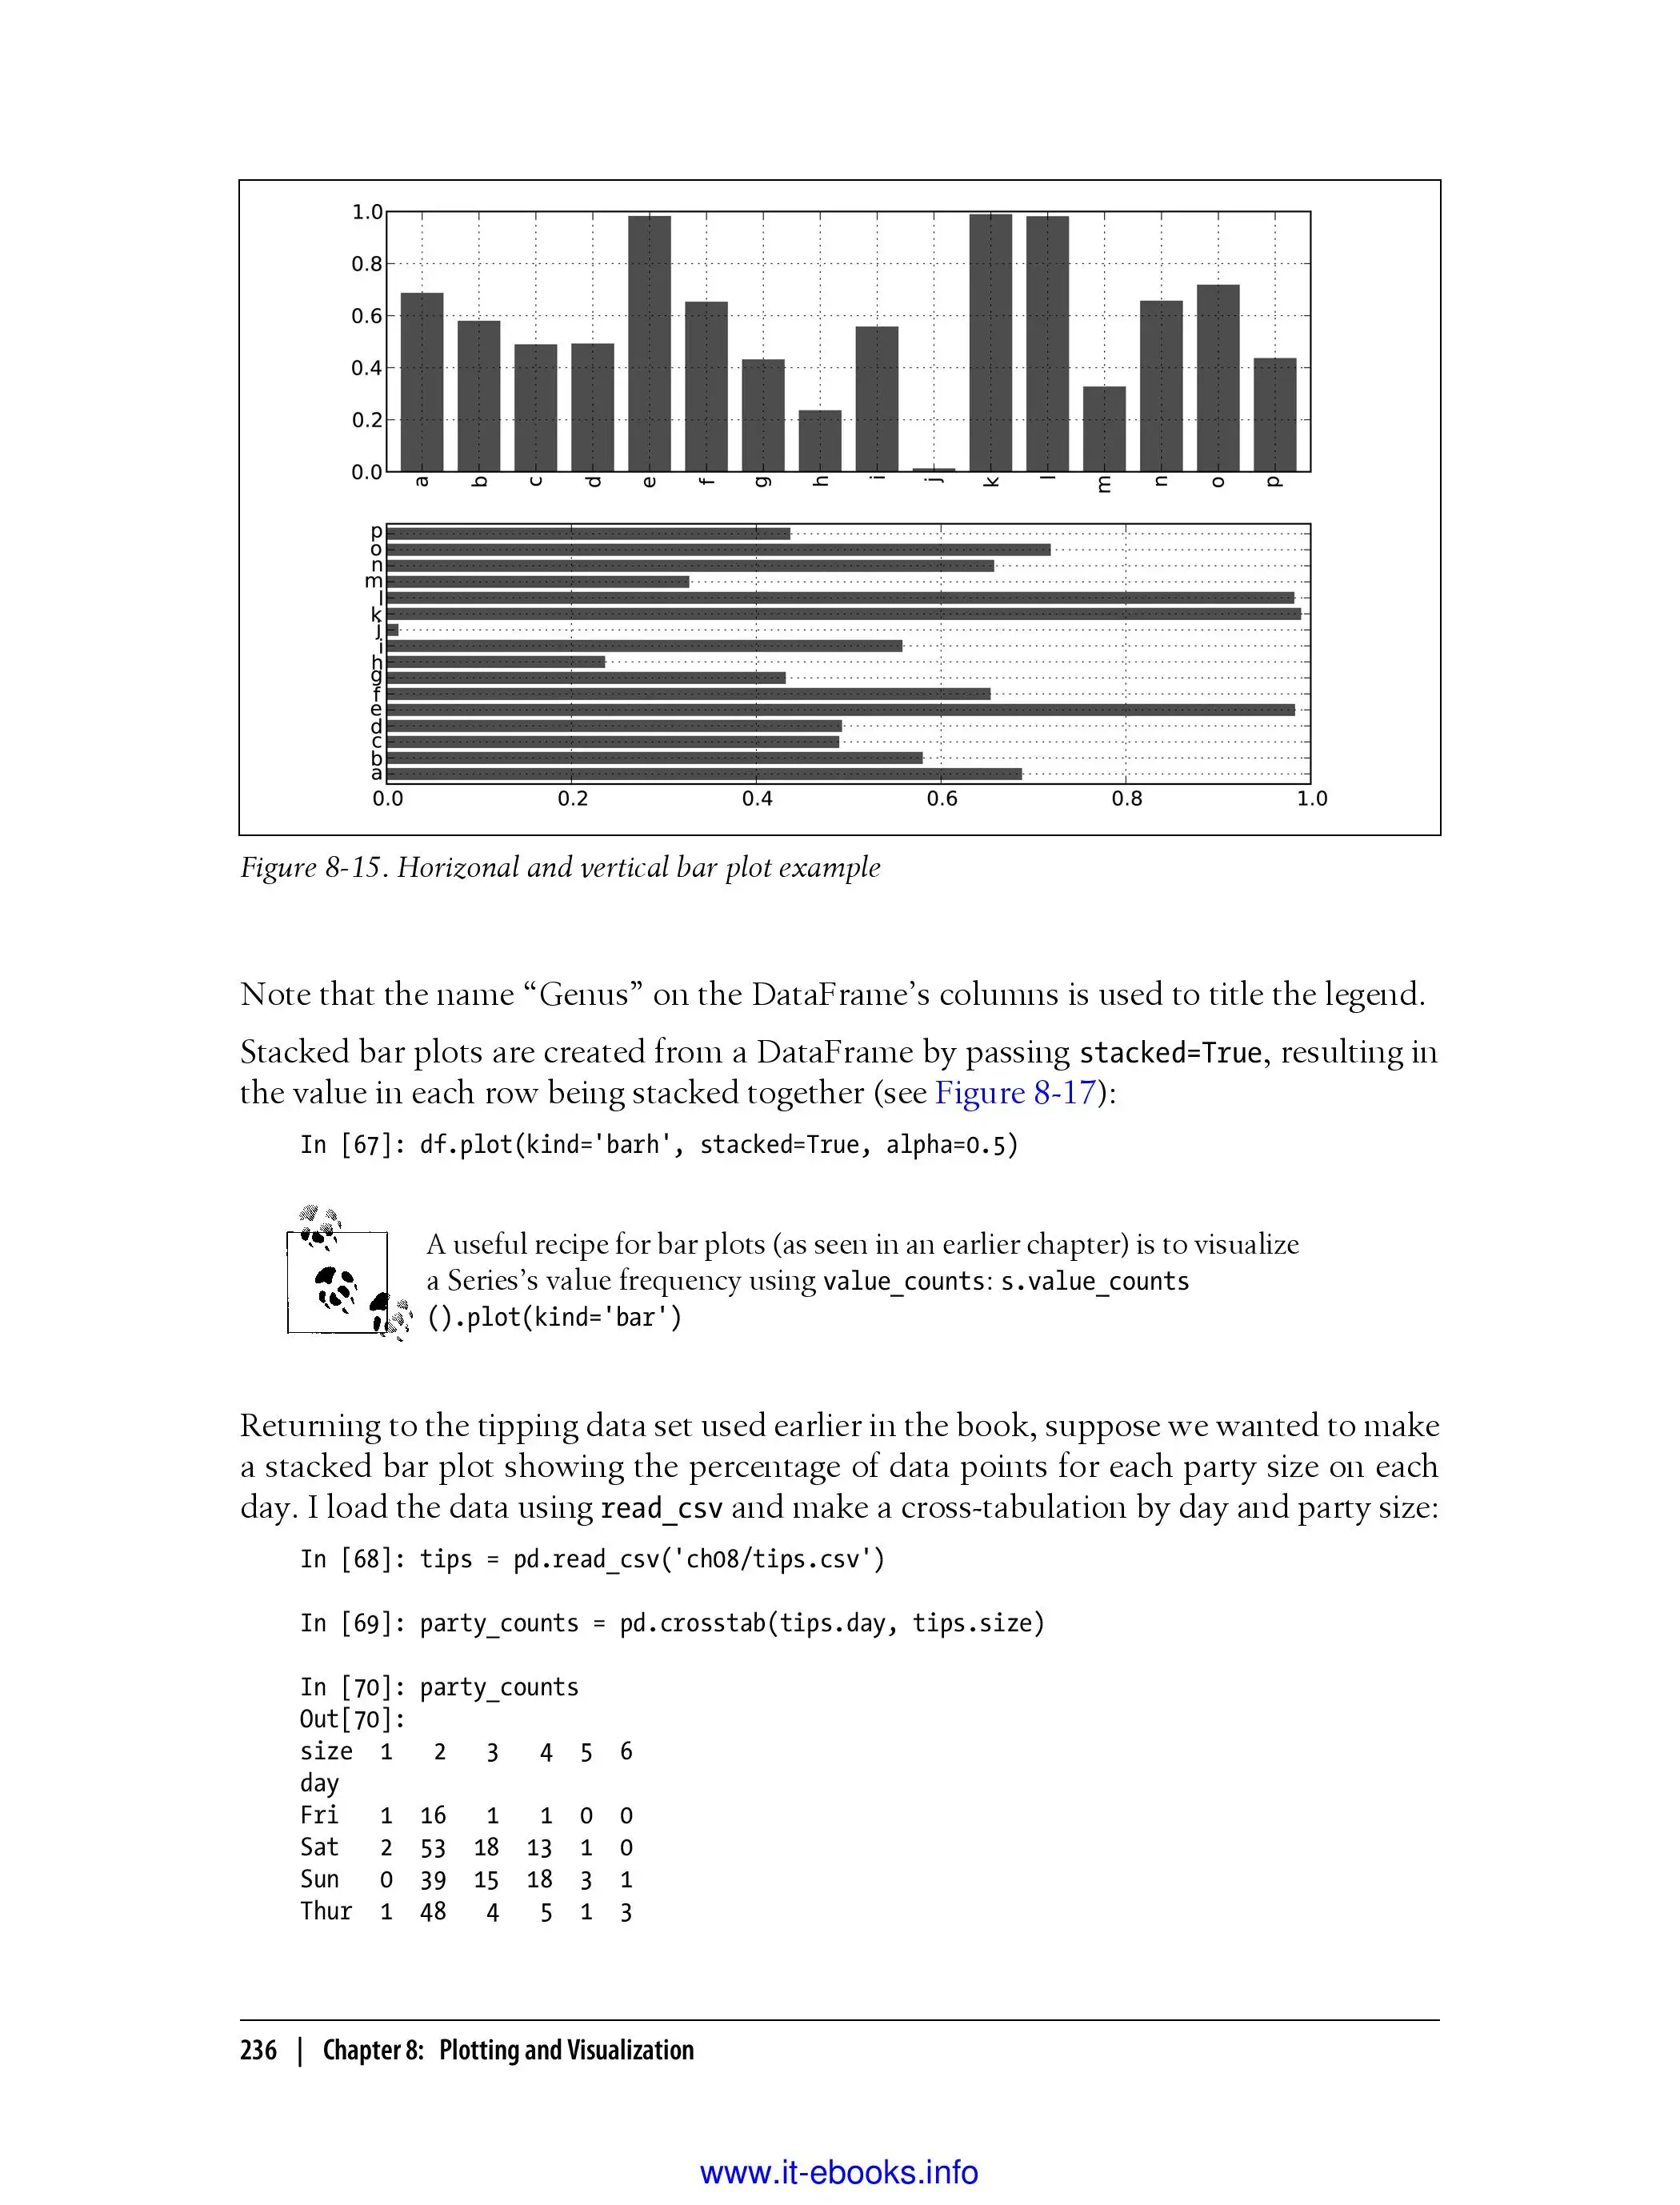 1.0
0.8
0.6
0.4
0.2
0.0
a b c d e f g h i j k l m n o p
p
o
n
m
l
k
j
i
h
g
f
e
d
c
b
a
0.0 0.2 0.4 0.6 0.8 1.0
Figure 8-15. Horizonal and vertical bar plot example
Note that the name “Genus” on the DataFrame’s columns is used to title the legend.
Stacked bar plots are created from a DataFrame by passing stacked=True, resulting in
the value in each row being stacked together (see Figure 8-17):
In [67]: df.plot(kind='barh', stacked=True, alpha=0.5)
A useful recipe for bar plots (as seen in an earlier chapter) is to visualize
a Series’s value frequency using value_counts: s.value_counts
().plot(kind='bar')
Returning to the tipping data set used earlier in the book, suppose we wanted to make
a stacked bar plot showing the percentage of data points for each party size on each
day. I load the data using read_csv and make a cross-tabulation by day and party size:
In [68]: tips = pd.read_csv('ch08/tips.csv')
In [69]: party_counts = pd.crosstab(tips.day, tips.size)
In [70]: party_counts
Out[70]:
size 1 2 3 4 5 6
day
Fri 1 16 1 1 0 0
Sat 2 53 18 13 1 0
Sun 0 39 15 18 3 1
Thur 1 48 4 5 1 3
236 | Chapter 8: Plotting and Visualization
www.it-ebooks.info